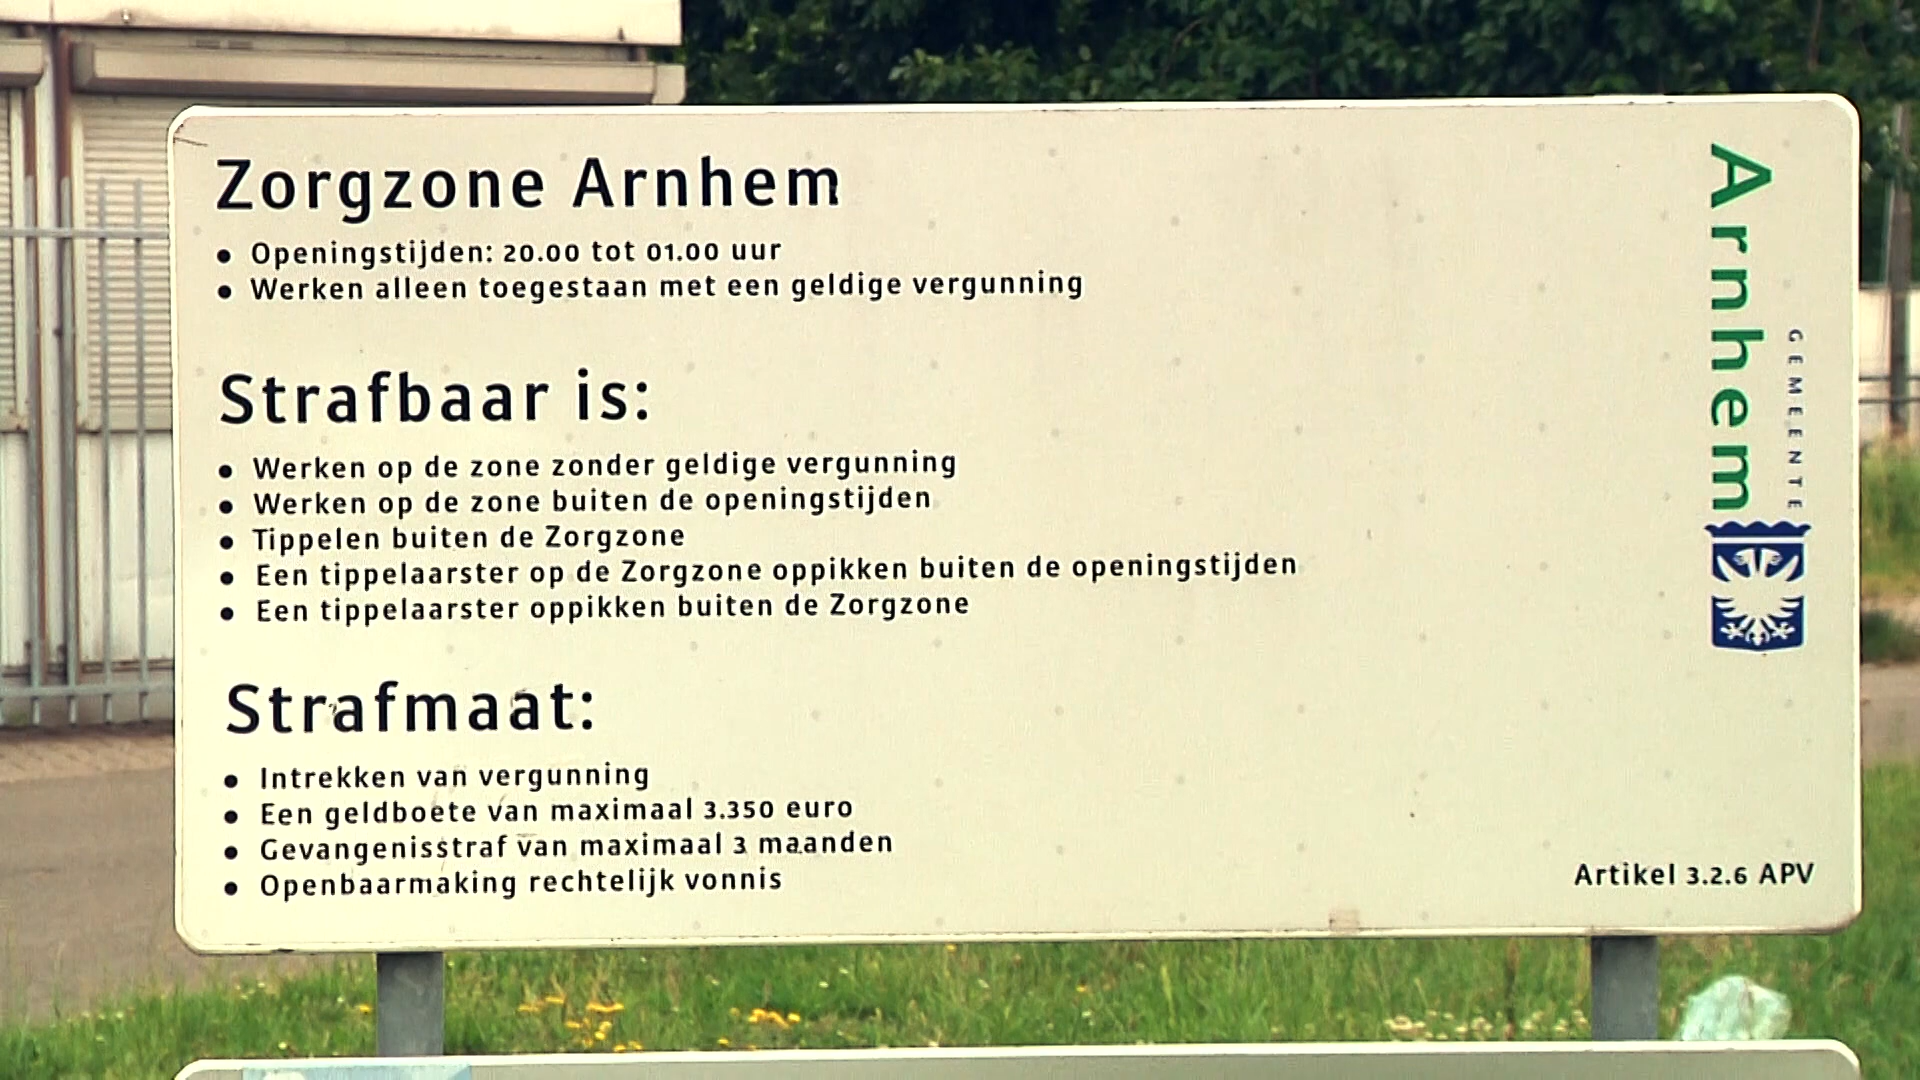 Zorgzone Arnhem
• Openingstijden: 20.00 tot 01.00 uur
• Werken alleen toegestaan met een geldige vergunning
Strafbaar is:
• Werken op de zone zonder geldige vergunning
• Werken op de zone buiten de openingstijden
• Tippelen buiten de Zorgzone
• Een tippelaarster op de Zorgzone oppikken buiten de openingstijden
• Een tippelaarster oppikken buiten de Zorgzone
Strafmaat:
• Intrekken van vergunning
• Een geldboete van maximaal 3.350 euro
• Gevangenisstraf van maximaal 3 maanden
• Openbaarmaking rechtelijk vonnis
Artikel 3.2.6 APV
GEMEENTE
Arnhem